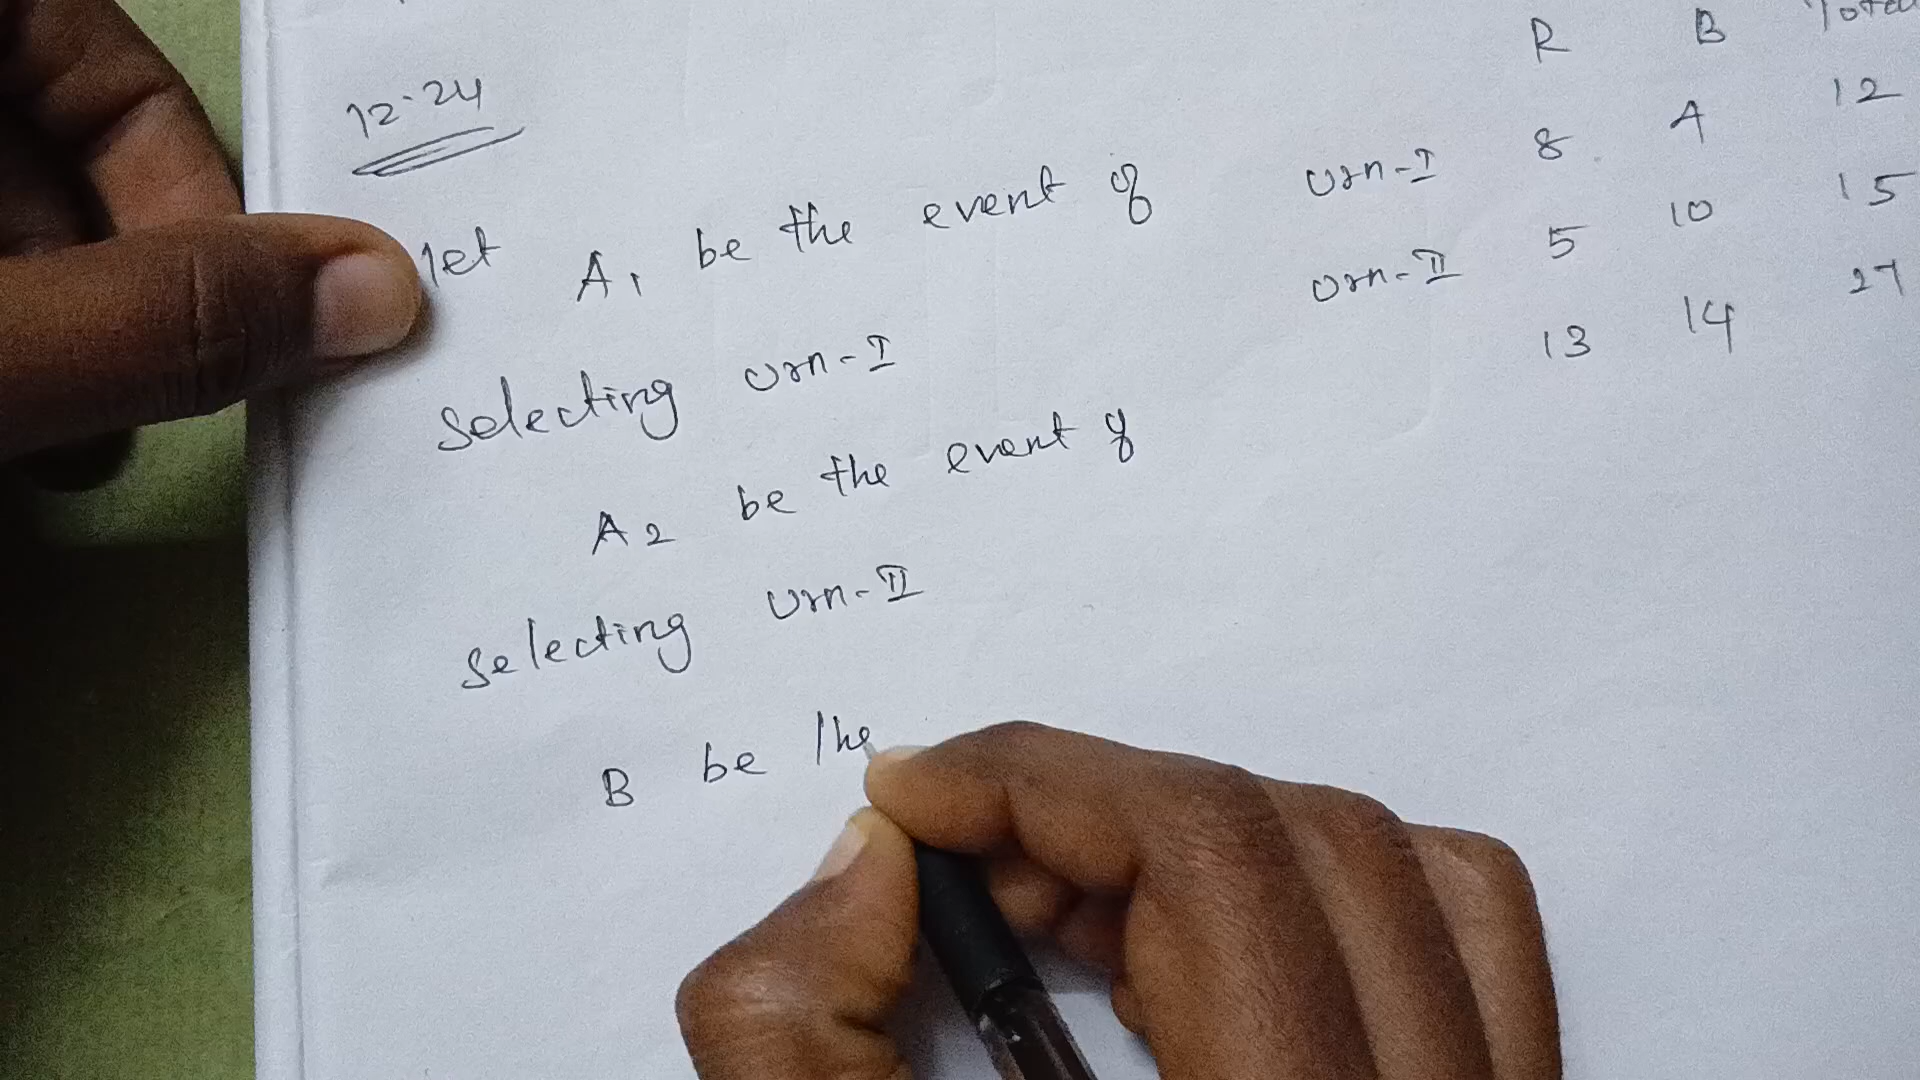 12.24
let A1 be the event of
selecting urn-I
A2 be the event of
selecting urn-II
B be the
R B Total
urn-I 8 4 12
urn-II 5 10 15
13 14 27